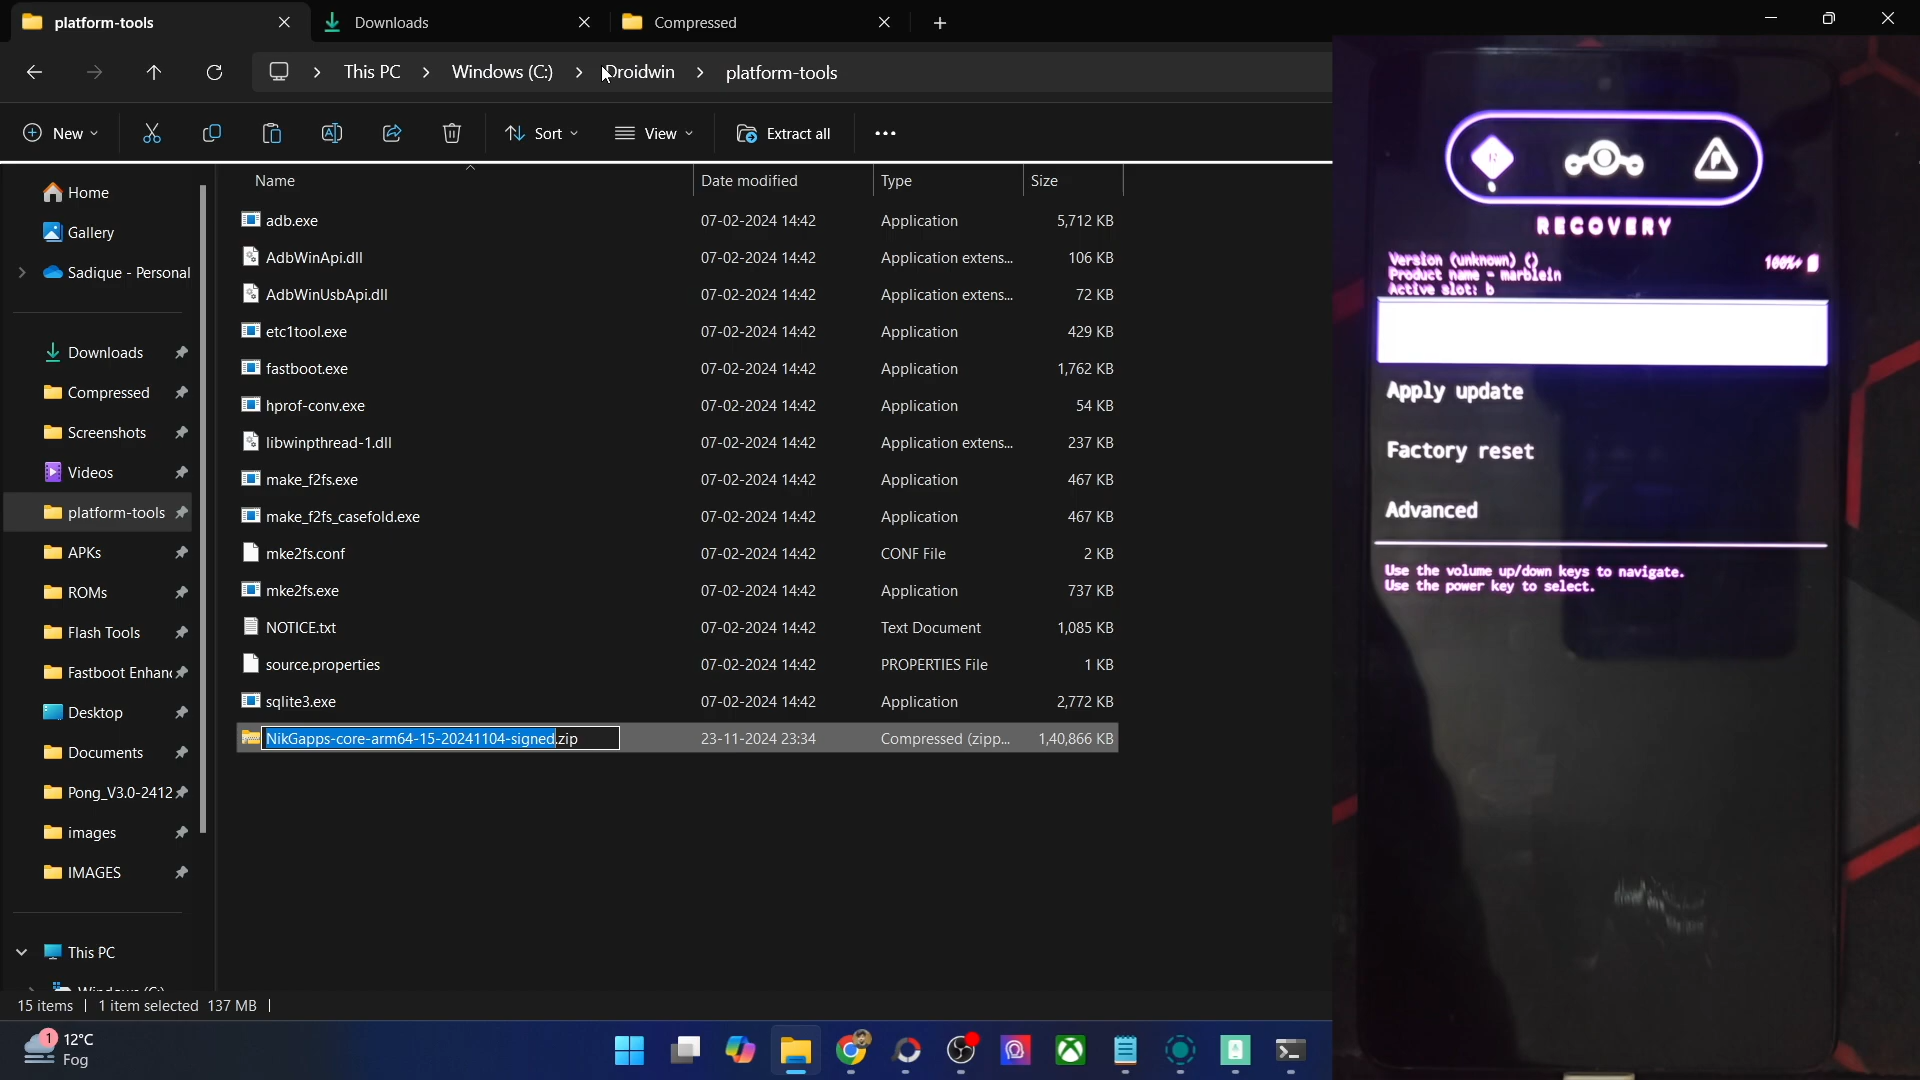 platform-tools
Downloads
Compressed
This PC
Windows (C:)
Droidwin
platform-tools
New
Sort
View
Extract all
Home
Gallery
Sadique - Personal
Downloads
Compressed
Screenshots
Videos
platform-tools
APKs
ROMs
Flash Tools
Fastboot Enhanc
Desktop
Documents
Pong_V3.0-2412
images
IMAGES
This PC
Windows (C:)
Name Date modified Type Size
adb.exe 07-02-2024 14:42 Application 5,712 KB
AdbWinApi.dll 07-02-2024 14:42 Application extens... 106 KB
AdbWinUsbApi.dll 07-02-2024 14:42 Application extens... 72 KB
etc1tool.exe 07-02-2024 14:42 Application 429 KB
fastboot.exe 07-02-2024 14:42 Application 1,762 KB
hprof-conv.exe 07-02-2024 14:42 Application 54 KB
libwinpthread-1.dll 07-02-2024 14:42 Application extens... 237 KB
make_f2fs.exe 07-02-2024 14:42 Application 467 KB
make_f2fs_casefold.exe 07-02-2024 14:42 Application 467 KB
mke2fs.conf 07-02-2024 14:42 CONF File 2 KB
mke2fs.exe 07-02-2024 14:42 Application 737 KB
NOTICE.txt 07-02-2024 14:42 Text Document 1,085 KB
source.properties 07-02-2024 14:42 PROPERTIES File 1 KB
sqlite3.exe 07-02-2024 14:42 Application 2,772 KB
NikGapps-core-arm64-15-20241104-signed.zip 23-11-2024 23:34 Compressed (zipp... 1,40,866 KB
15 items 1 item selected 137 MB
1
12°C
Fog
R
RECOVERY
Version (unknown) ()
Product name - marblein
Active slot: b
100%+
Apply update
Factory reset
Advanced
Use the volume up/down keys to navigate.
Use the power key to select.